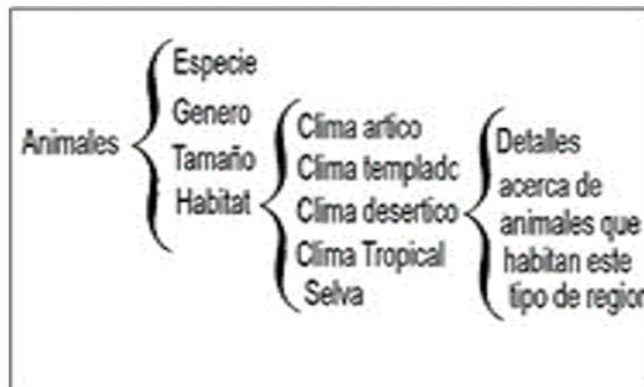 Animales
Especie
Genero
Tamaño
Habitat
Clima artico
Clima templado
Clima desertico
Clima Tropical
Selva
Detalles
acerca de
animales que
habitan este
tipo de region